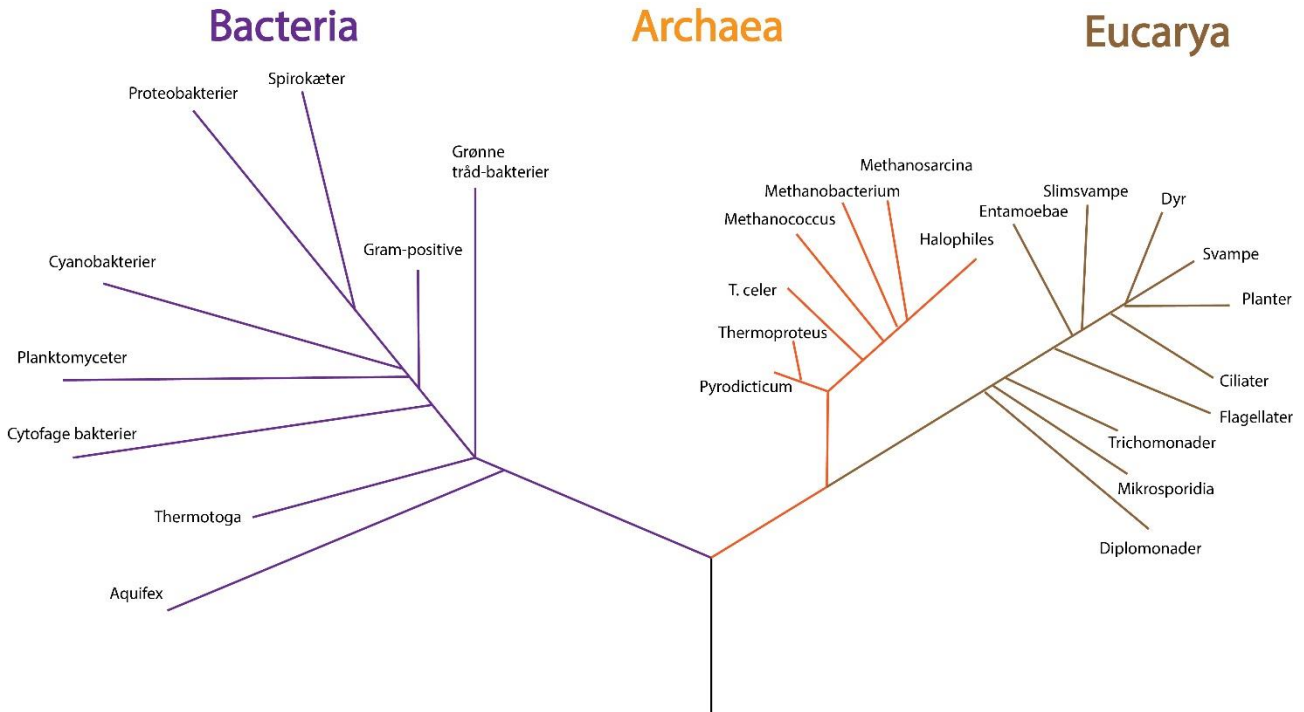 Bacteria
Archaea
Eucarya
Spirokæter
Proteobakterier
Grønne
tråd-bakterier
Gram-positive
Cyanobakterier
Planktomyceter
Cytofage bakterier
Thermotoga
Aquifex
Methanosarcina
Methanobacterium
Methanococcus
Halophiles
T. celer
Thermoproteus
Pyrodicticum
Slimsvampe
Entamoebae
Dyr
Svampe
Planter
Ciliater
Flagellater
Trichomonader
Mikrosporidia
Diplomonader